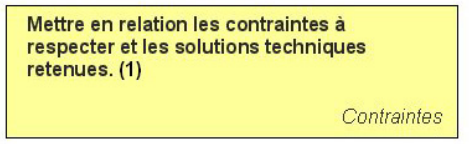 Mettre en relation les contraintes à
respecter et les solutions techniques
retenues. (1)
Contraintes